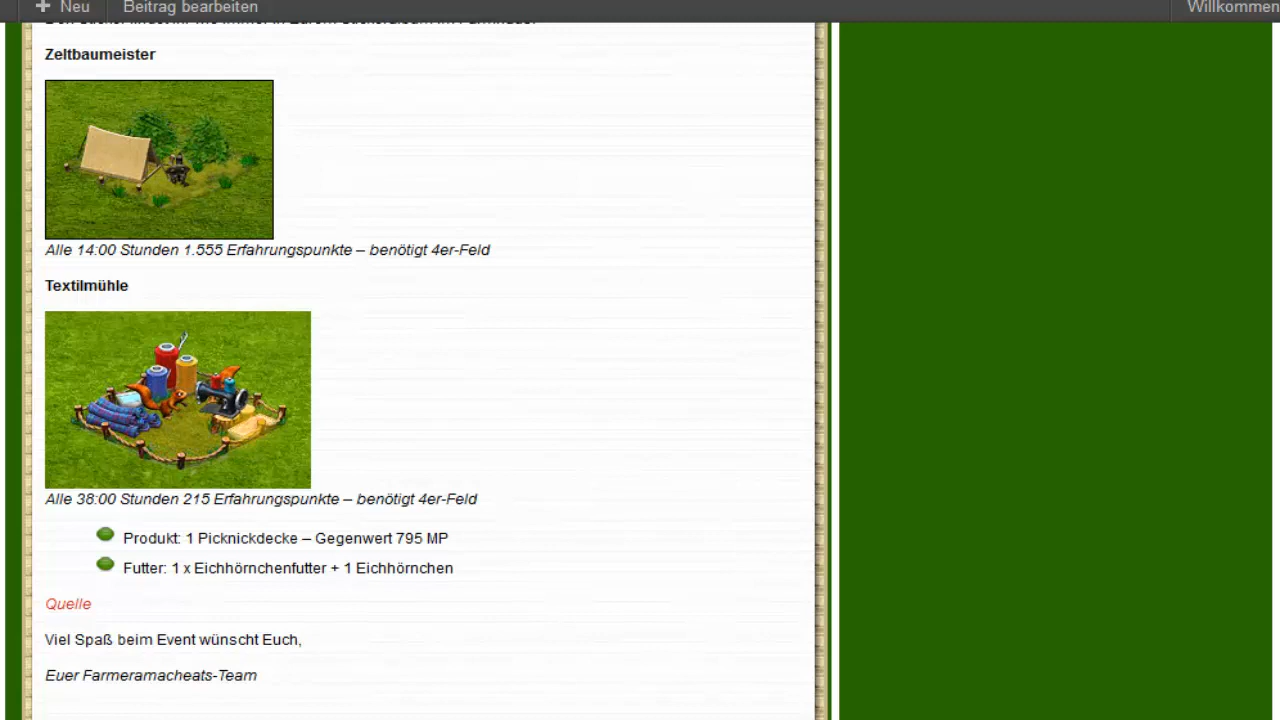 Neu Beitrag bearbeiten Willkommen
Zeltbaumeister
Alle 14:00 Stunden 1.555 Erfahrungspunkte – benötigt 4er-Feld
Textilmühle
Alle 38:00 Stunden 215 Erfahrungspunkte – benötigt 4er-Feld
Produkt: 1 Picknickdecke – Gegenwert 795 MP
Futter: 1 x Eichhörnchenfutter + 1 Eichhörnchen
Quelle
Viel Spaß beim Event wünscht Euch,
Euer Farmeramacheats-Team